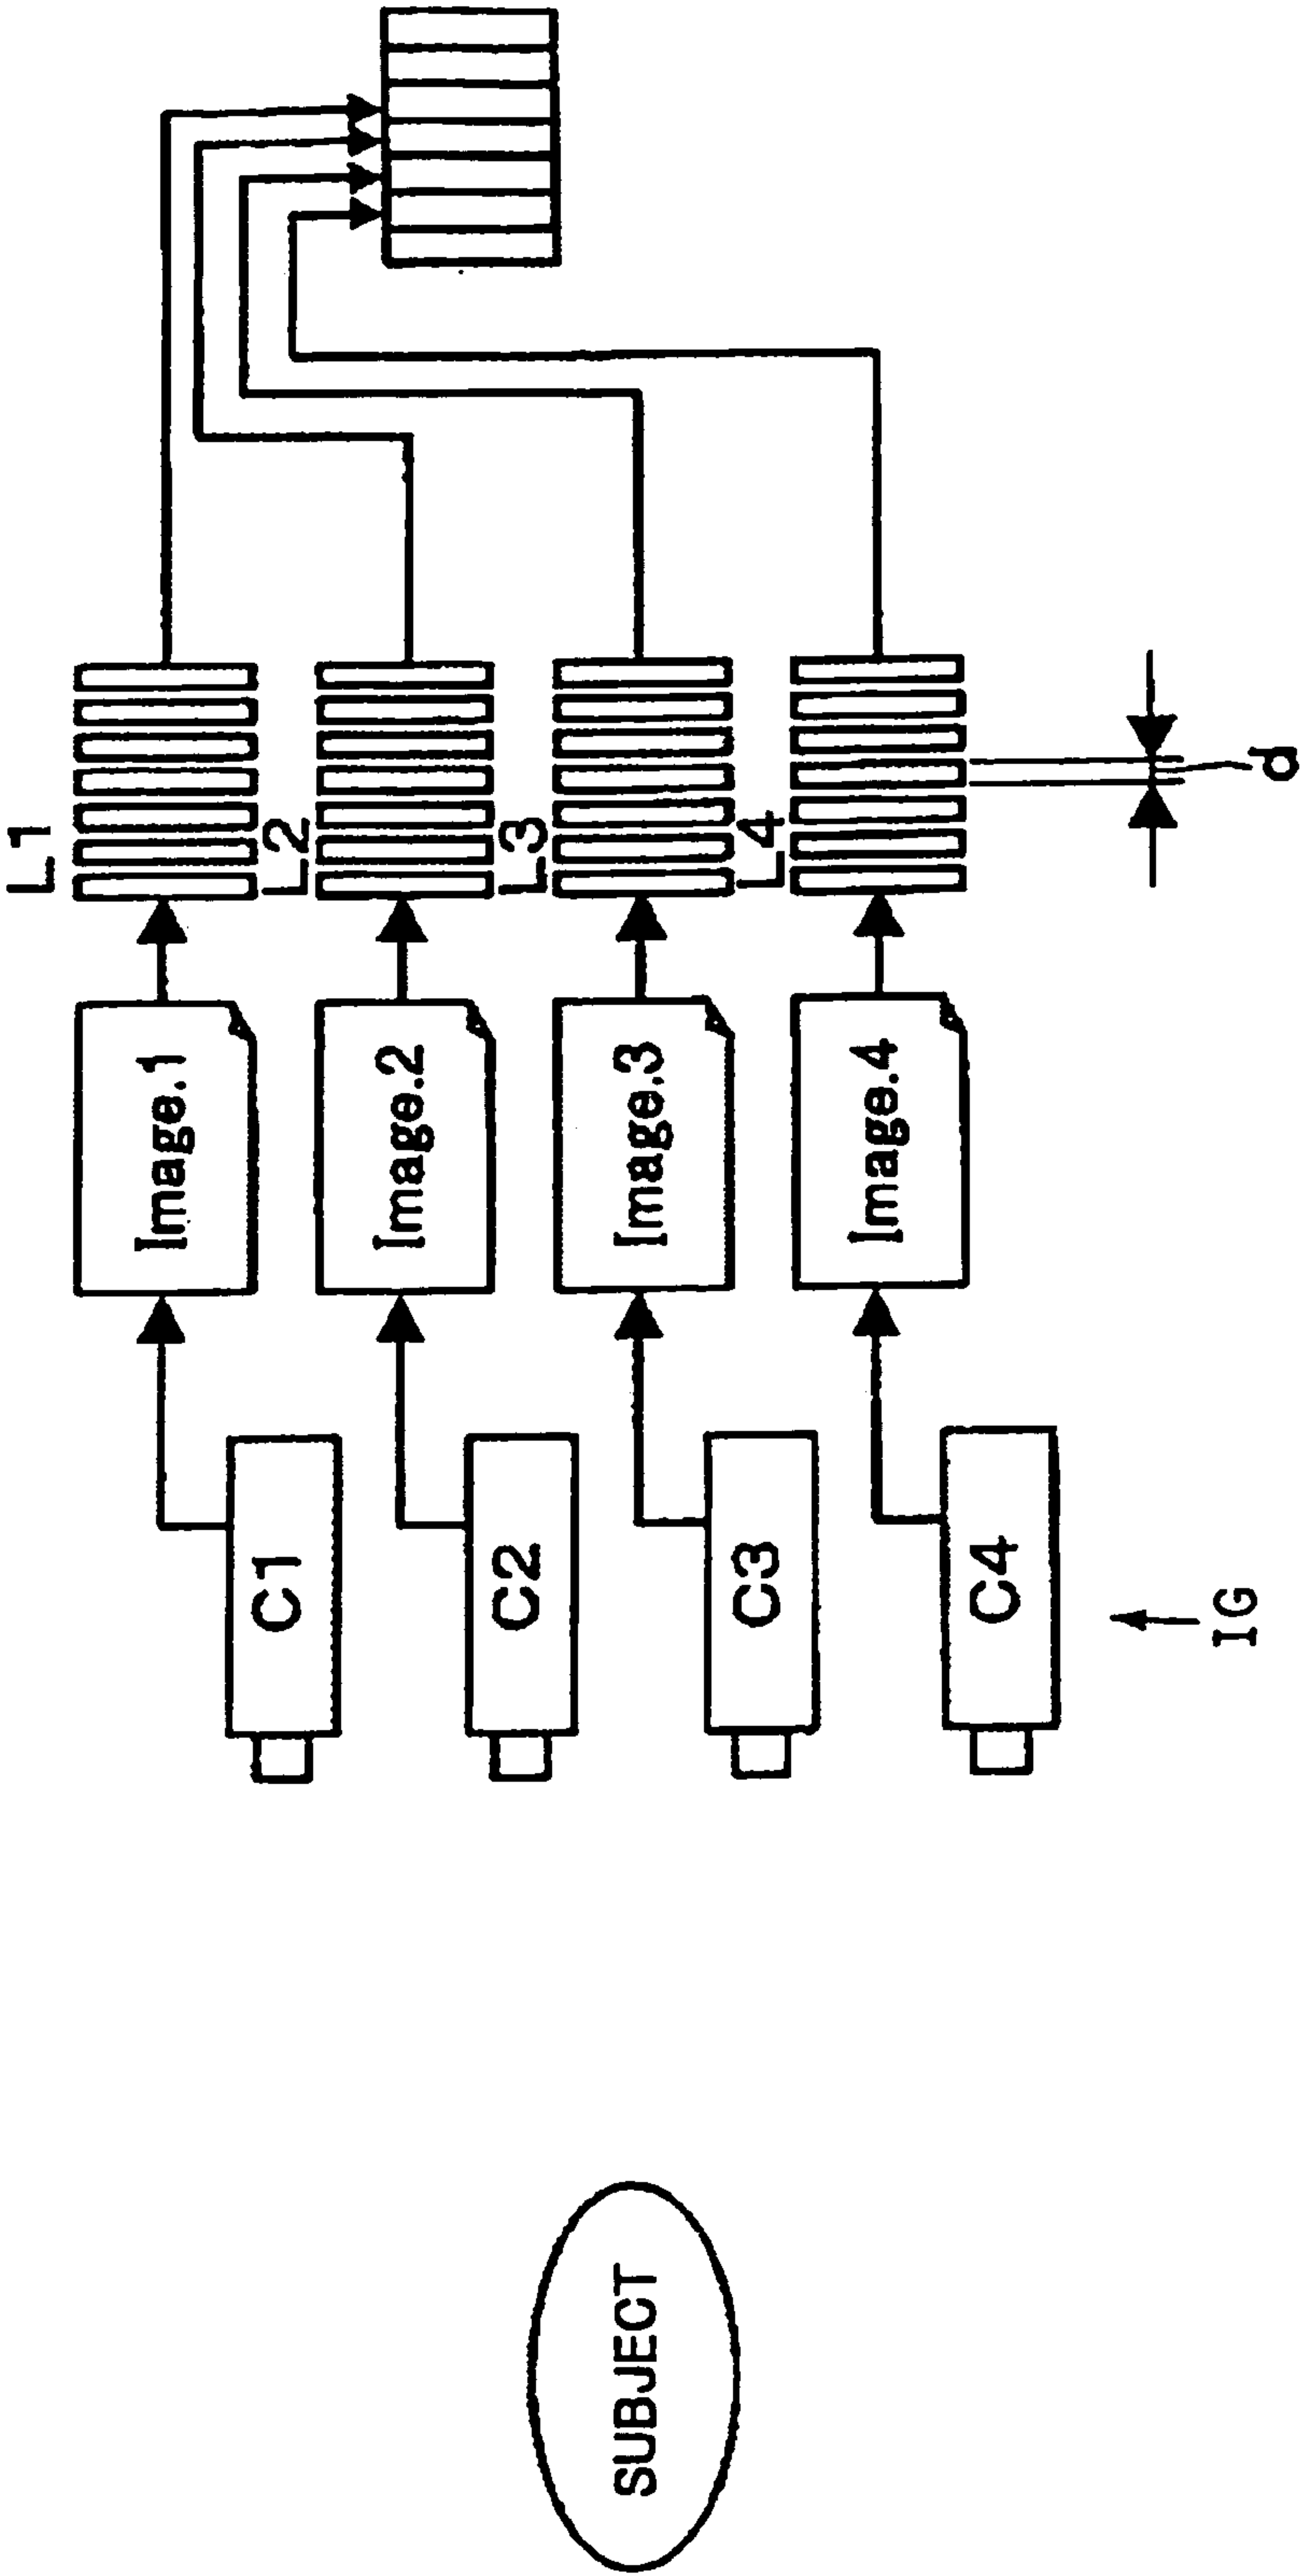 SUBJECT
C1
C2
C3
C4
IG
Image.1
Image.2
Image.3
Image.4
L1
L2
L3
L4
d